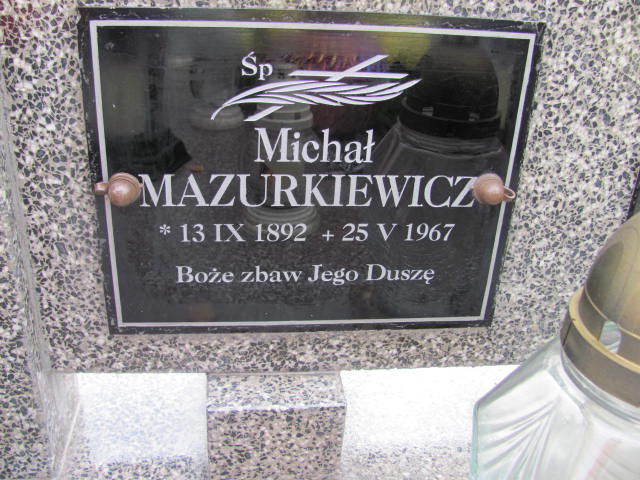 Śp
Michał
MAZURKIEWICZ
* 13 IX 1892 + 25 V 1967
Boże zbaw Jego Duszę